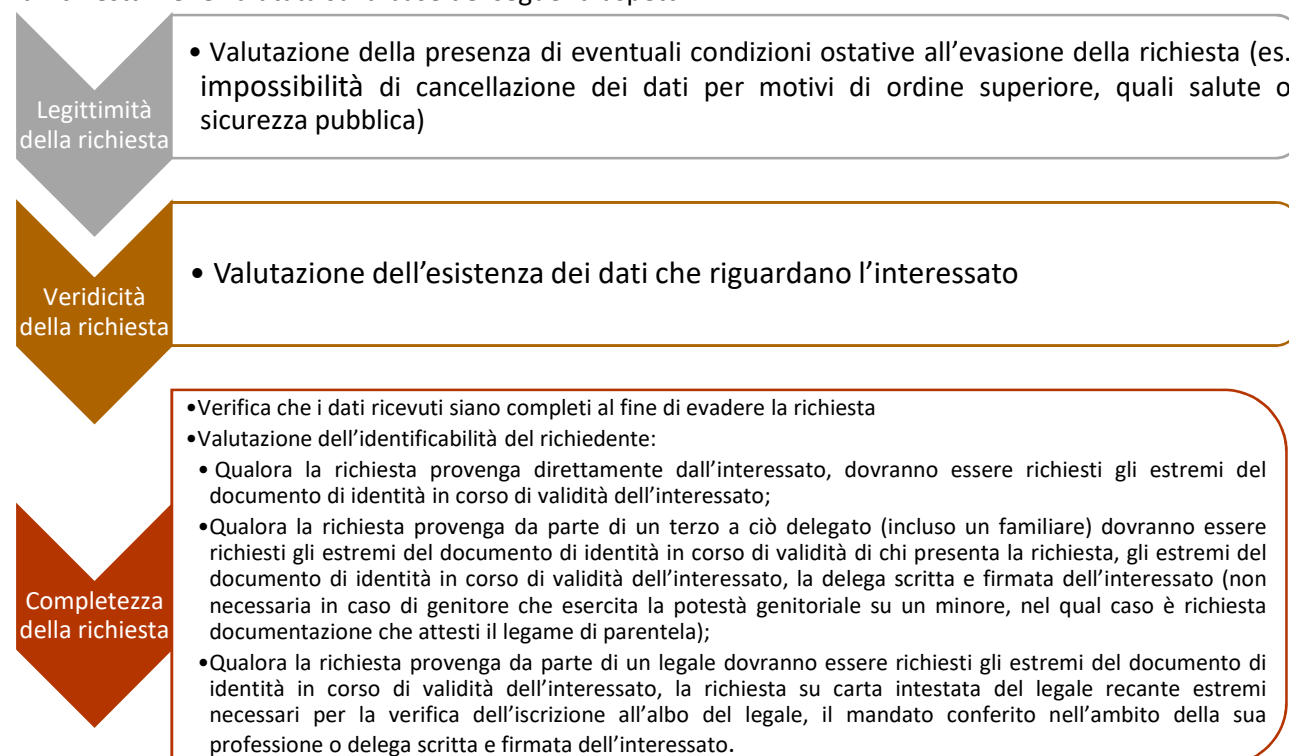 Legittimità
della richiesta
• Valutazione della presenza di eventuali condizioni ostative all’evasione della richiesta (es.
impossibilità di cancellazione dei dati per motivi di ordine superiore, quali salute o
sicurezza pubblica)
Veridicità
della richiesta
• Valutazione dell’esistenza dei dati che riguardano l’interessato
Completezza
della richiesta
•Verifica che i dati ricevuti siano completi al fine di evadere la richiesta
•Valutazione dell’identificabilità del richiedente:
• Qualora la richiesta provenga direttamente dall’interessato, dovranno essere richiesti gli estremi del
documento di identità in corso di validità dell’interessato;
•Qualora la richiesta provenga da parte di un terzo a ciò delegato (incluso un familiare) dovranno essere
richiesti gli estremi del documento di identità in corso di validità di chi presenta la richiesta, gli estremi del
documento di identità in corso di validità dell’interessato, la delega scritta e firmata dell’interessato (non
necessaria in caso di genitore che esercita la potestà genitoriale su un minore, nel qual caso è richiesta
documentazione che attesti il legame di parentela);
•Qualora la richiesta provenga da parte di un legale dovranno essere richiesti gli estremi del documento di
identità in corso di validità dell’interessato, la richiesta su carta intestata del legale recante estremi
necessari per la verifica dell’iscrizione all’albo del legale, il mandato conferito nell’ambito della sua
professione o delega scritta e firmata dell’interessato.